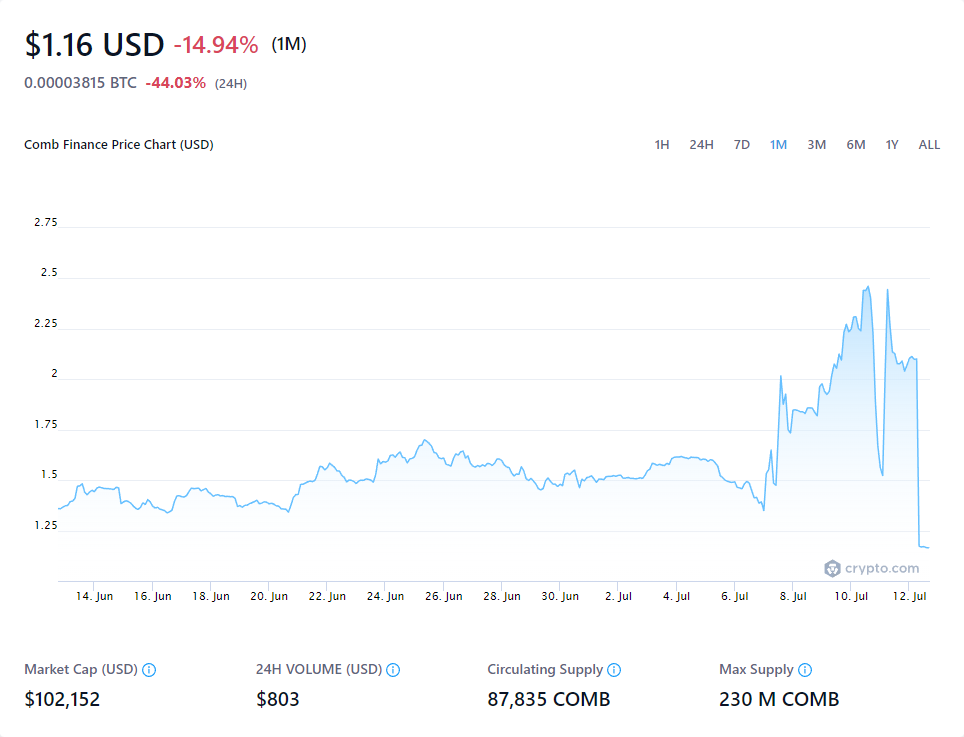 $1.16 USD -14.94% (1M)
0.00003815 BTC -44.03% (24H)
Comb Finance Price Chart (USD) 1H 24H 7D 1M 3M 6M 1Y ALL
2.75
2.5
2.25
2
1.75
1.5
1.25
crypto.com
14. Jun 16. Jun 18. Jun 20. Jun 22. Jun 24. Jun 26. Jun 28. Jun 30. Jun 2. Jul 4. Jul 6. Jul 8. Jul 10. Jul 12. Jul
Market Cap (USD) 24H VOLUME (USD) Circulating Supply Max Supply
$102,152 $803 87,835 COMB 230 M COMB